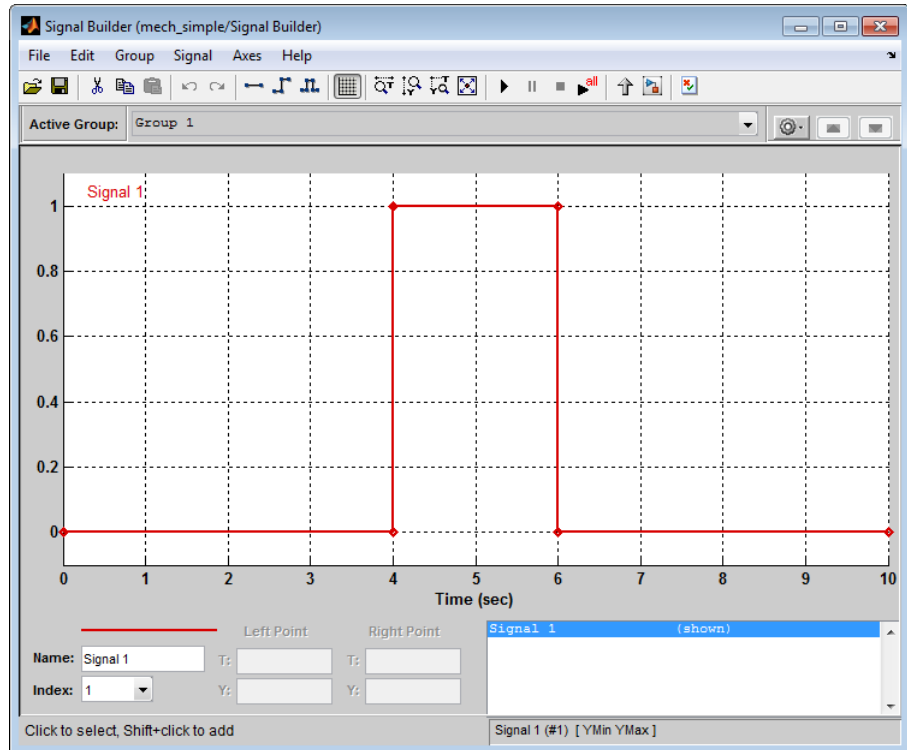 Signal Builder (mech_simple/Signal Builder)
File Edit Group Signal Axes Help
all
Active Group: Group 1
Signal 1
1
0.8
0.6
0.4
0.2
0
0 1 2 3 4 5 6 7 8 9 10
Time (sec)
Left Point Right Point
Name: Signal 1 T: T:
Index: 1 Y: Y:
Signal 1 (shown)
Click to select, Shift+click to add
Signal 1 (#1) [ YMin YMax ]